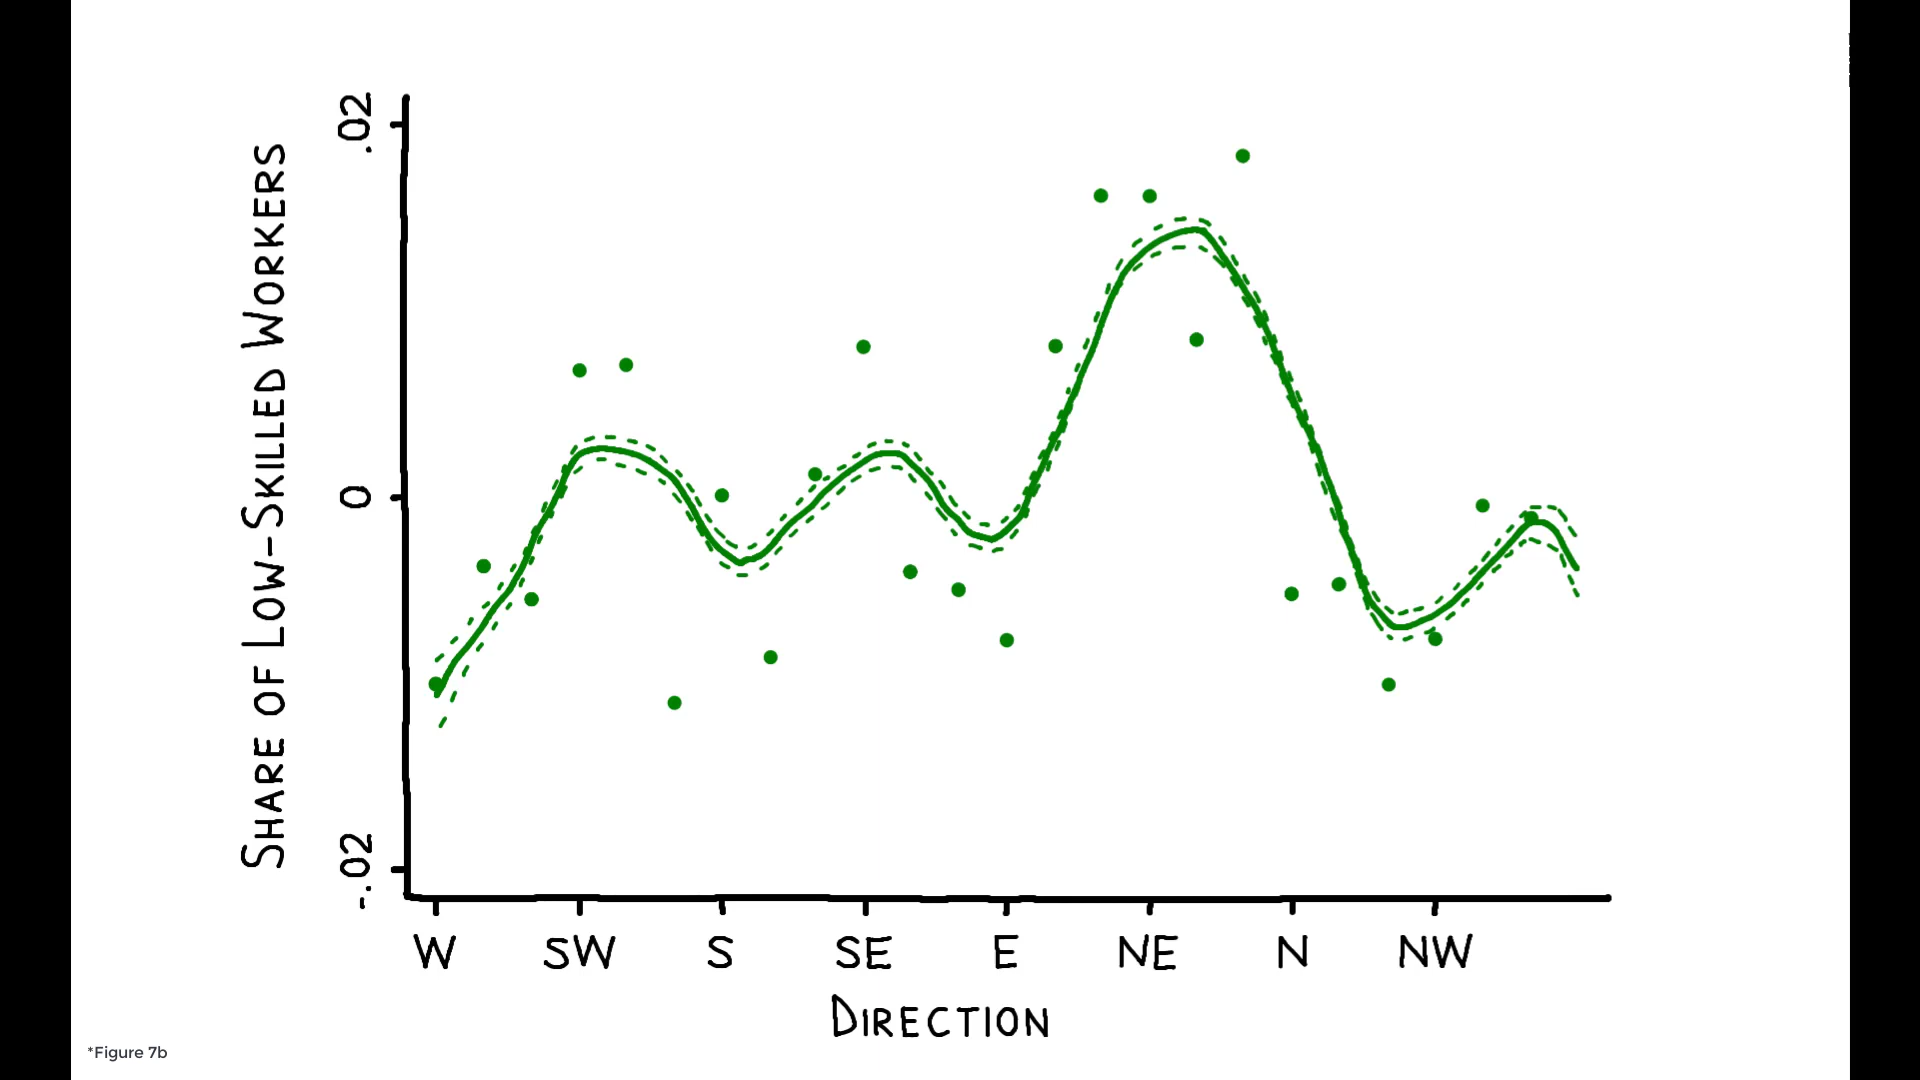 SHARE OF LOW-SKILLED WORKERS
.02
0
-.02
W SW S SE E NE N NW
DIRECTION
*Figure 7b